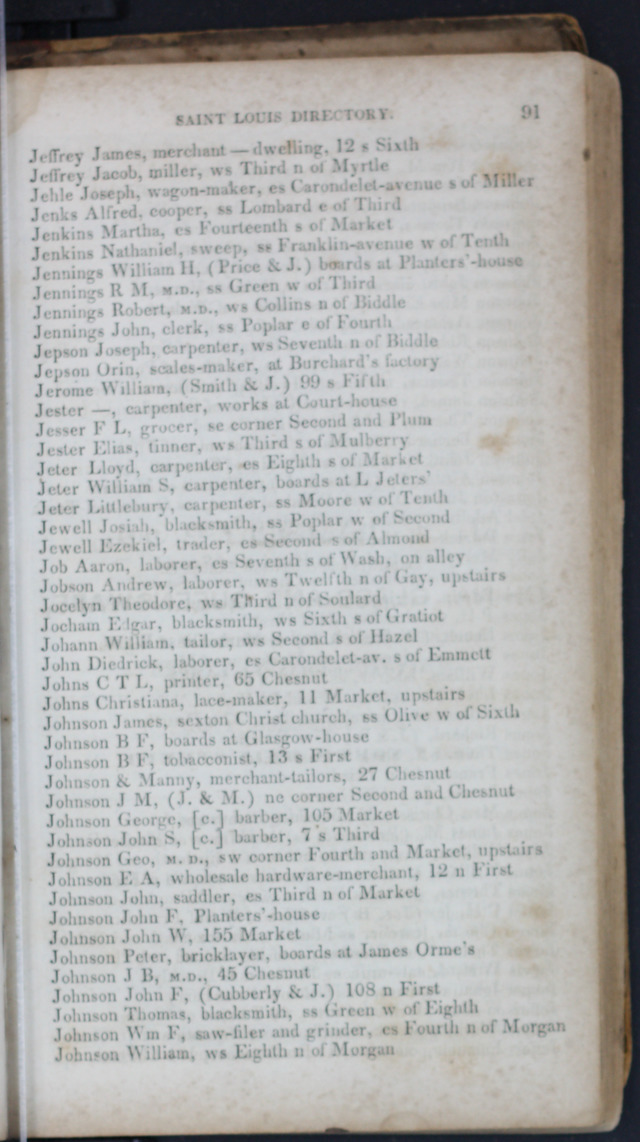 SAINT LOUIS DIRECTORY. 91
Jeffrey James, merchant — dwelling, 12 s Sixth
Jeffrey Jacob, miller, ws Third n of Myrtle
Jehle Joseph, wagon-maker, es Carondelet-avenue s of Miller
Jenks Alfred, cooper, ss Lombard e of Third
Jenkins Martha, es Fourteenth s of Market
Jenkins Nathaniel, sweep, ss Franklin-avenue w of Tenth
Jennings William H, (Price & J.) boards at Planters'-house
Jennings R M, M.D., ss Green w of Third
Jennings Robert, M.D., ws Collins n of Biddle
Jennings John, clerk, ss Poplar e of Fourth
Jepson Joseph, carpenter, ws Seventh n of Biddle
Jepson Orin, scales-maker, at Burchard's factory
Jerome William, (Smith & J.) 99 s Fifth
Jester —, carpenter, works at Court-house
Jesser F L, grocer, se corner Second and Plum
Jester Elias, tinner, ws Third s of Mulberry
Jeter Lloyd, carpenter, es Eighth s of Market
Jeter William S, carpenter, boards at L Jeters'
Jeter Littlebury, carpenter, ss Moore w of Tenth
Jewell Josiah, blacksmith, ss Poplar w of Second
Jewell Ezekiel, trader, es Second s of Almond
Job Aaron, laborer, es Seventh s of Wash, on alley
Jobson Andrew, laborer, ws Twelfth n of Gay, upstairs
Jocelyn Theodore, ws Third n of Soulard
Jocham Edgar, blacksmith, ws Sixth s of Gratiot
Johann William, tailor, ws Second s of Hazel
John Diedrick, laborer, es Carondelet-av. s of Emmett
Johns C T L, printer, 65 Chesnut
Johns Christiana, lace-maker, 11 Market, upstairs
Johnson James, sexton Christ church, ss Olive w of Sixth
Johnson B F, boards at Glasgow-house
Johnson B F, tobacconist, 13 s First
Johnson & Manny, merchant-tailors, 27 Chesnut
Johnson J M, (J. & M.) ne corner Second and Chesnut
Johnson George, [c.] barber, 105 Market
Johnson John S, [c.] barber, 7 s Third
Johnson Geo, M. D., sw corner Fourth and Market, upstairs
Johnson E A, wholesale hardware-merchant, 12 n First
Johnson John, saddler, es Third n of Market
Johnson John F, Planters'-house
Johnson John W, 155 Market
Johnson Peter, bricklayer, boards at James Orme's
Johnson J B, M.D., 45 Chesnut
Johnson John F, (Cubberly & J.) 108 n First
Johnson Thomas, blacksmith, ss Green w of Eighth
Johnson Wm F, saw-filer and grinder, es Fourth n of Morgan
Johnson William, ws Eighth n of Morgan